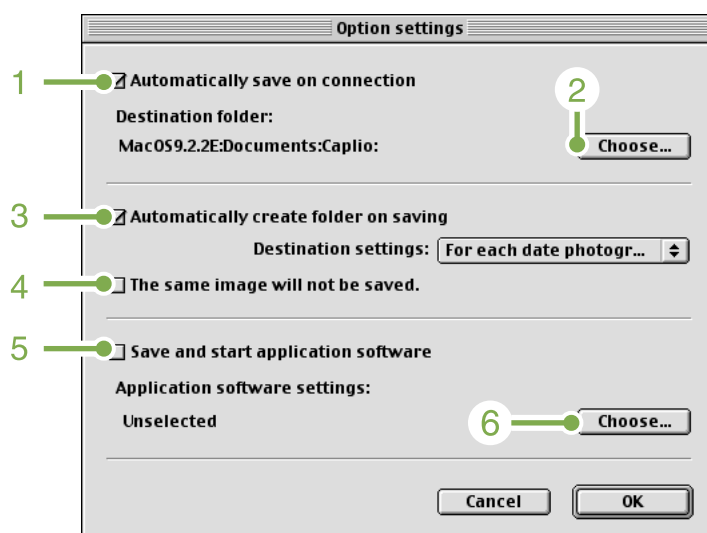 Option settings
1
Automatically save on connection
2
Destination folder:
MacOS9.2.2E:Documents:Caplio:
Choose...
3
Automatically create folder on saving
Destination settings: For each date photogr...
4
The same image will not be saved.
5
Save and start application software
Application software settings:
Unselected
6
Choose...
Cancel
OK